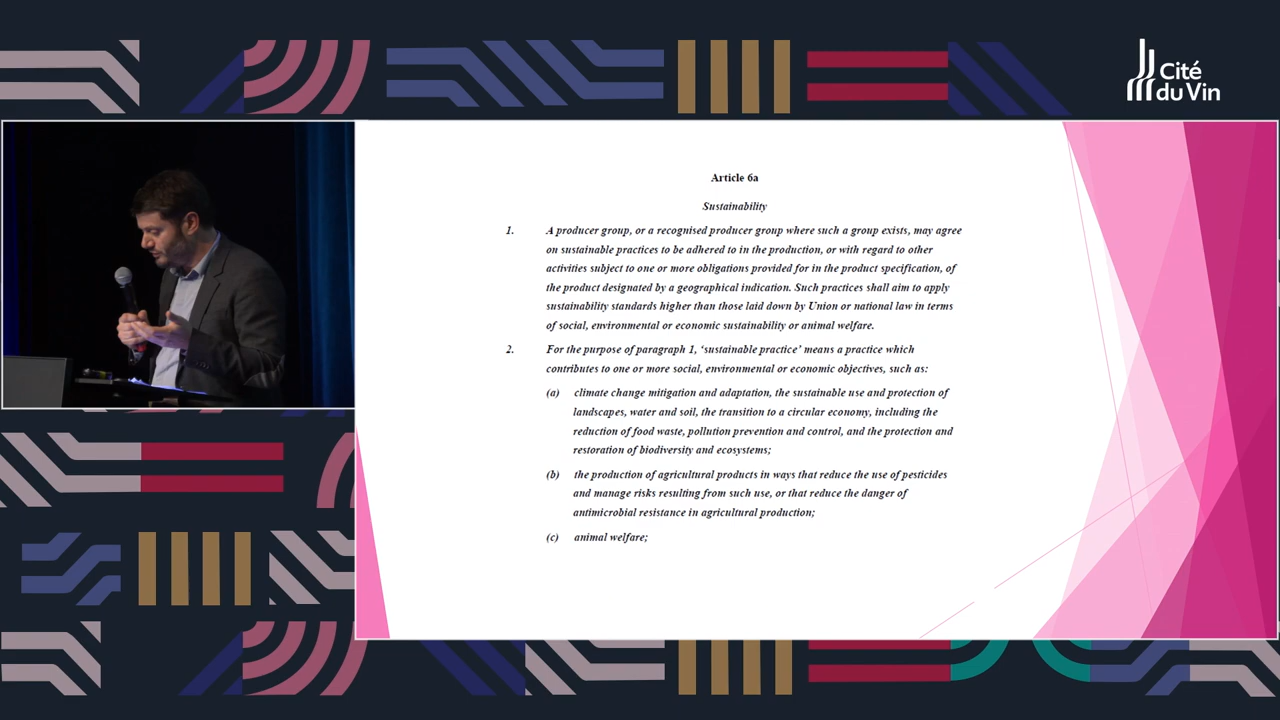 Cité
du Vin
Article 6a
Sustainability
1. A producer group, or a recognised producer group where such a group exists, may agree
on sustainable practices to be adhered to in the production, or with regard to other
activities subject to one or more obligations provided for in the product specification, of
the product designated by a geographical indication. Such practices shall aim to apply
sustainability standards higher than those laid down by Union or national law in terms
of social, environmental or economic sustainability or animal welfare.
2. For the purpose of paragraph 1, ‘sustainable practice’ means a practice which
contributes to one or more social, environmental or economic objectives, such as:
(a) climate change mitigation and adaptation, the sustainable use and protection of
landscapes, water and soil, the transition to a circular economy, including the
reduction of food waste, pollution prevention and control, and the protection and
restoration of biodiversity and ecosystems;
(b) the production of agricultural products in ways that reduce the use of pesticides
and manage risks resulting from such use, or that reduce the danger of
antimicrobial resistance in agricultural production;
(c) animal welfare;